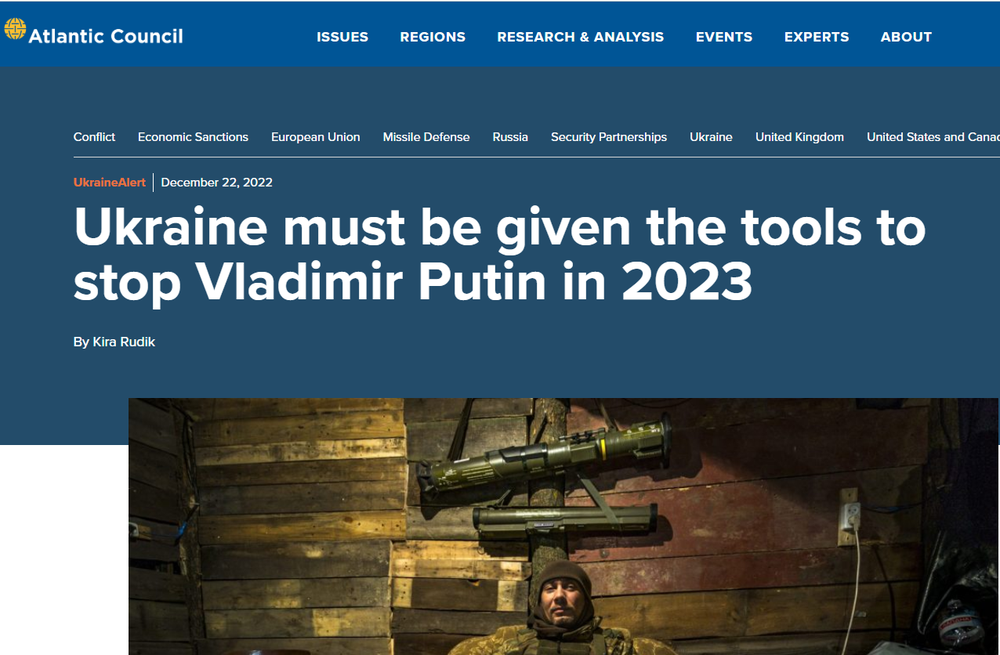 Atlantic Council
ISSUES REGIONS RESEARCH & ANALYSIS EVENTS EXPERTS ABOUT
Conflict Economic Sanctions European Union Missile Defense Russia Security Partnerships Ukraine United Kingdom United States and Canad
UkraineAlert December 22, 2022
Ukraine must be given the tools to
stop Vladimir Putin in 2023
By Kira Rudik